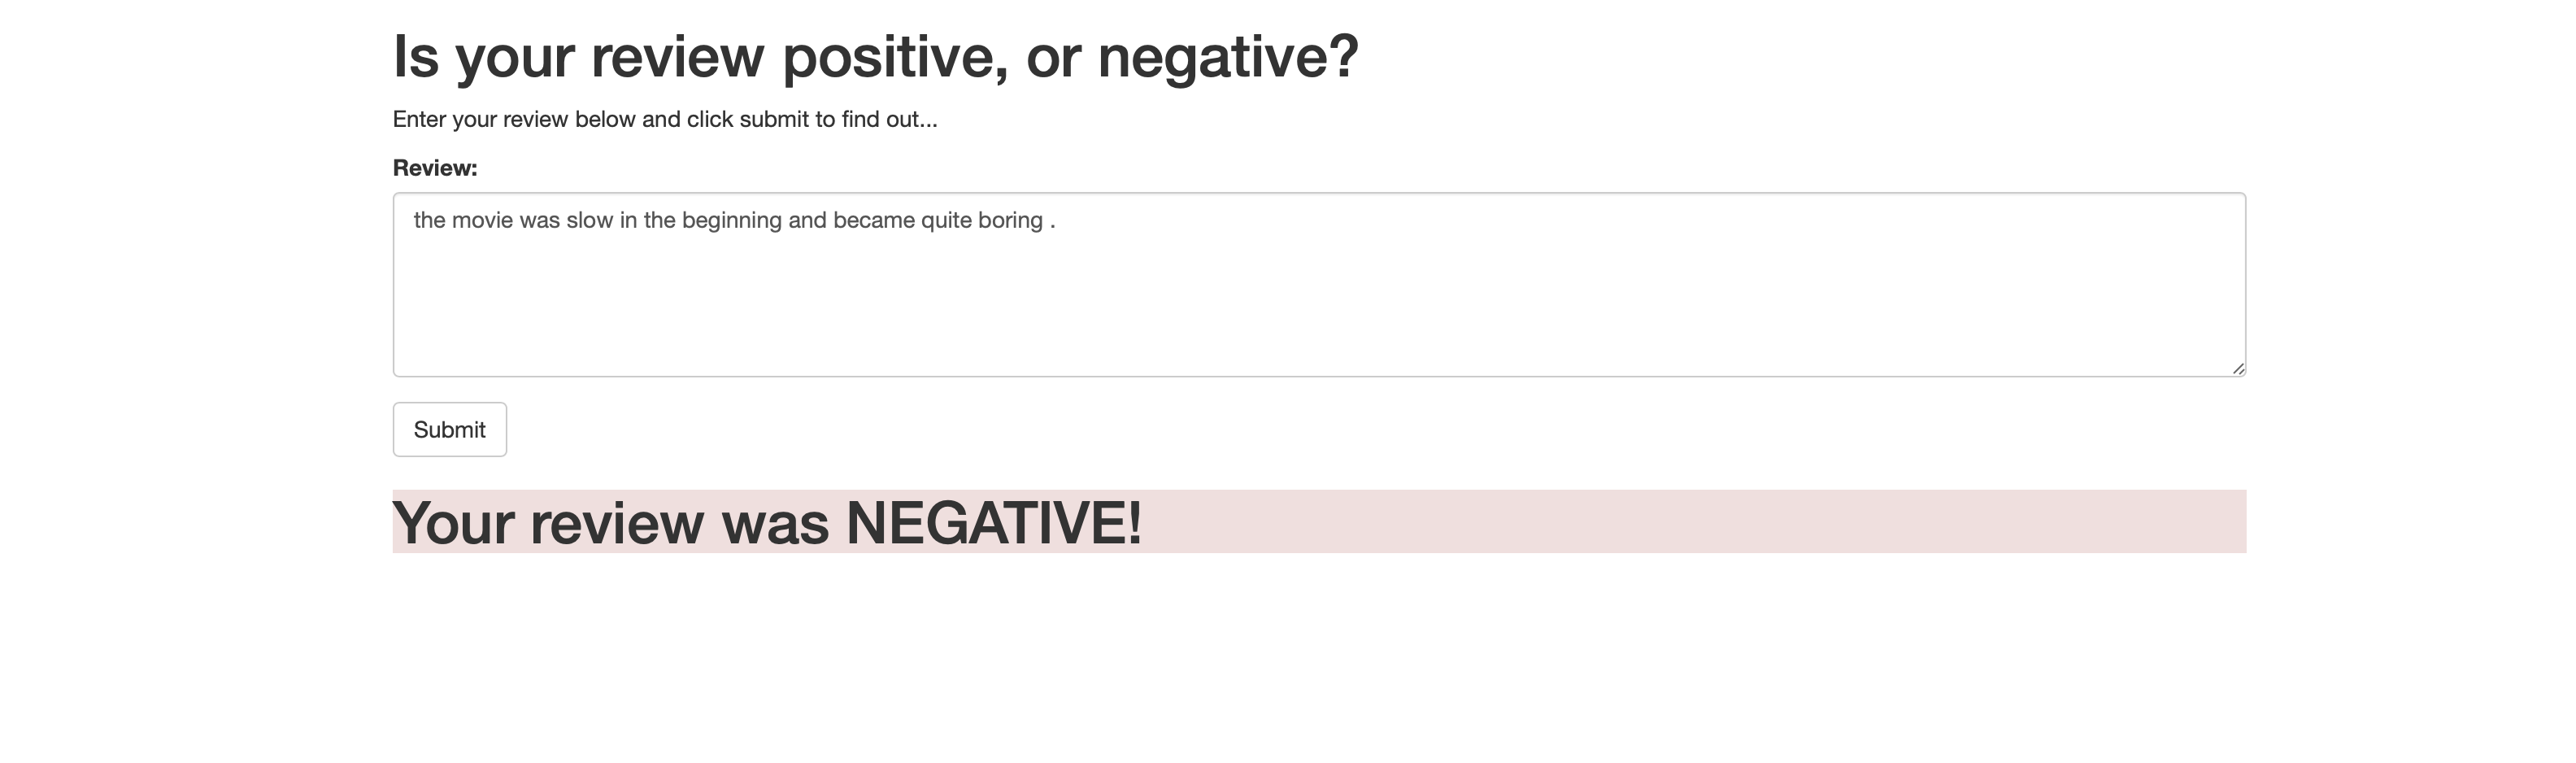 Is your review positive, or negative?
Enter your review below and click submit to find out...
Review:
the movie was slow in the beginning and became quite boring .
Submit
Your review was NEGATIVE!